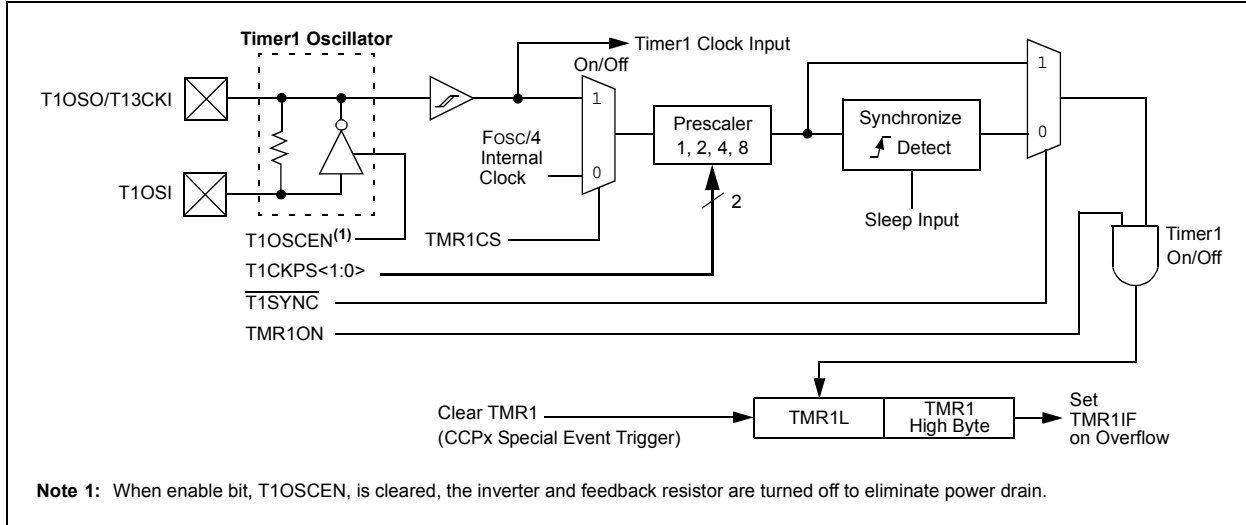 Timer1 Oscillator
Timer1 Clock Input
On/Off
T1OSO/T13CKI
1
1
Prescaler
1, 2, 4, 8
Synchronize
Detect
0
FOSC/4
Internal
Clock
0
T1OSI
2
Sleep Input
T1OSCEN(1)
TMR1CS
Timer1
On/Off
T1CKPS<1:0>
T1SYNC
TMR1ON
Clear TMR1
(CCPx Special Event Trigger)
TMR1L
TMR1
High Byte
Set
TMR1IF
on Overflow
Note 1: When enable bit, T1OSCEN, is cleared, the inverter and feedback resistor are turned off to eliminate power drain.